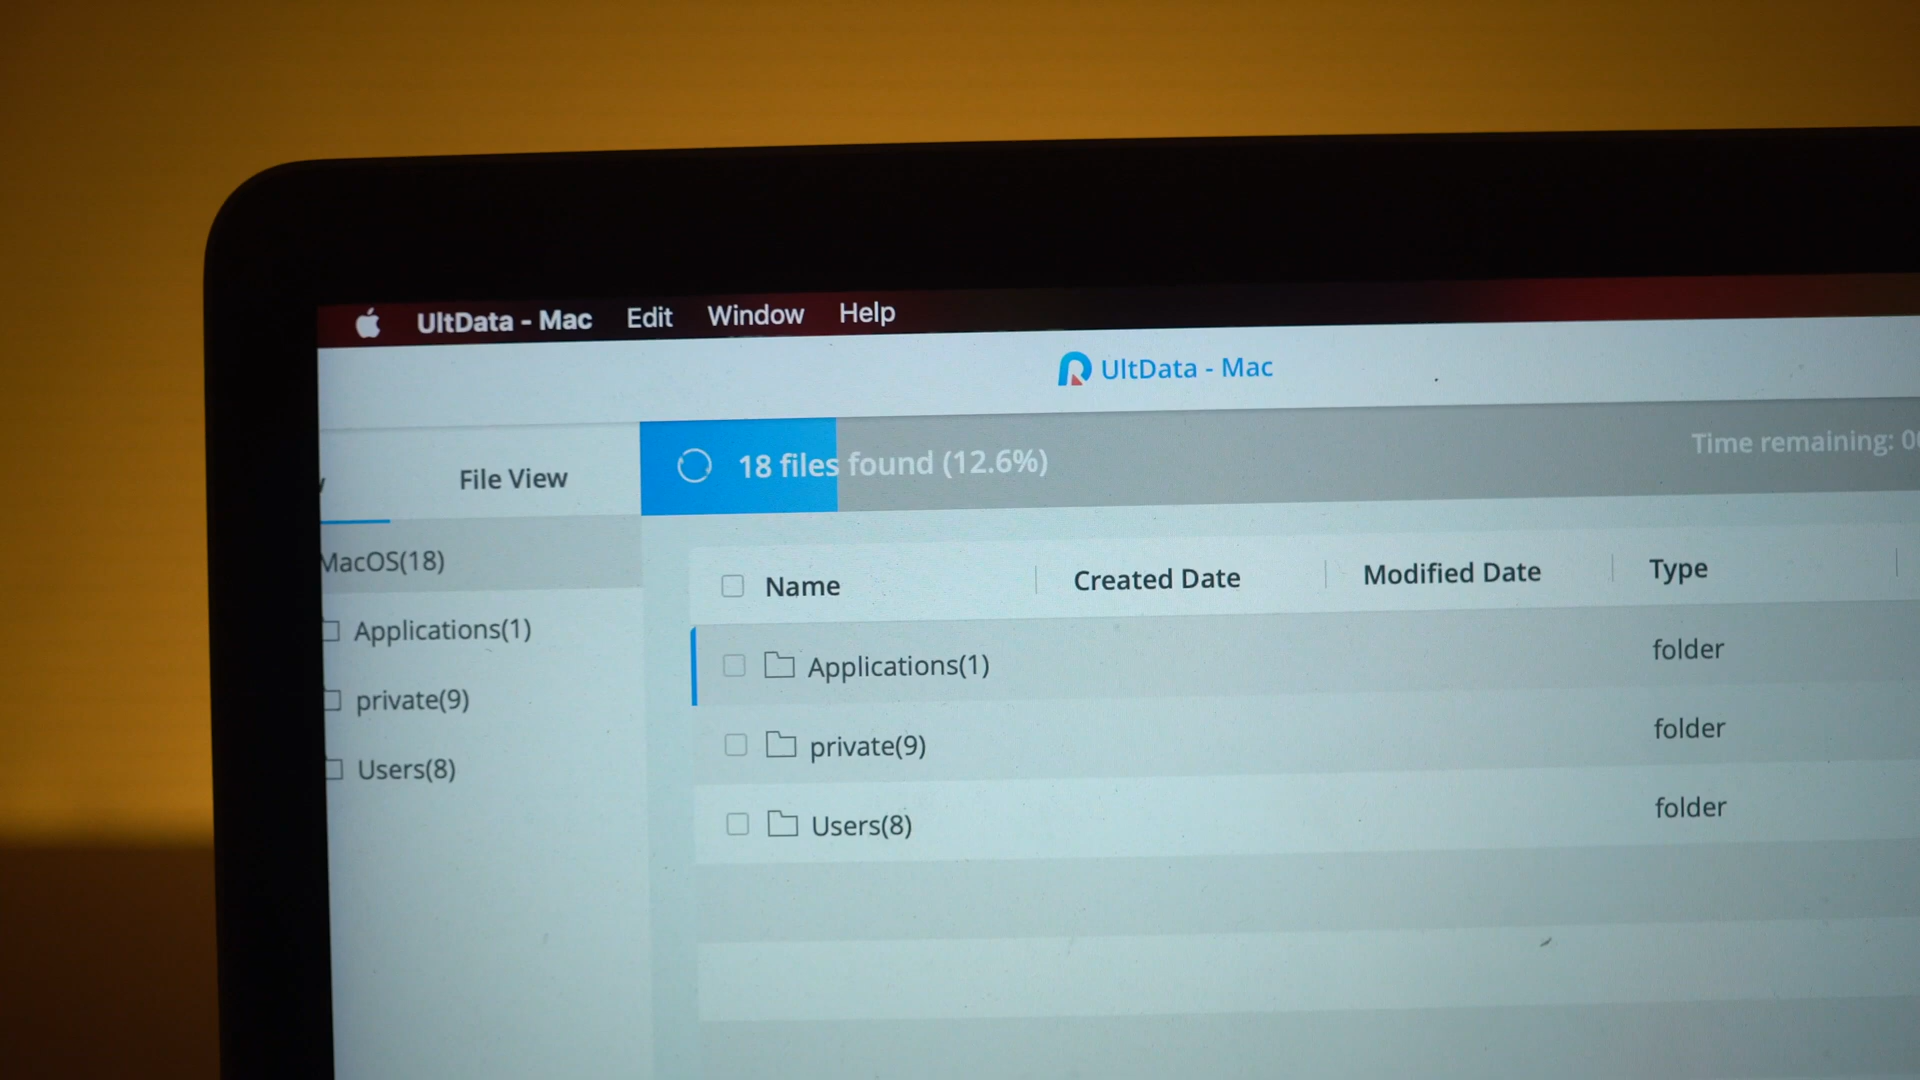 UltData - Mac Edit Window Help
UltData - Mac
File View
18 files found (12.6%)
Time remaining:
MacOS(18)
Applications(1)
private(9)
Users(8)
Name Created Date Modified Date Type
Applications(1) folder
private(9) folder
Users(8) folder